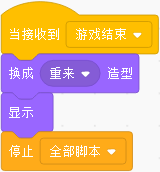 当接收到 游戏结束
换成 重来 造型
显示
停止 全部脚本